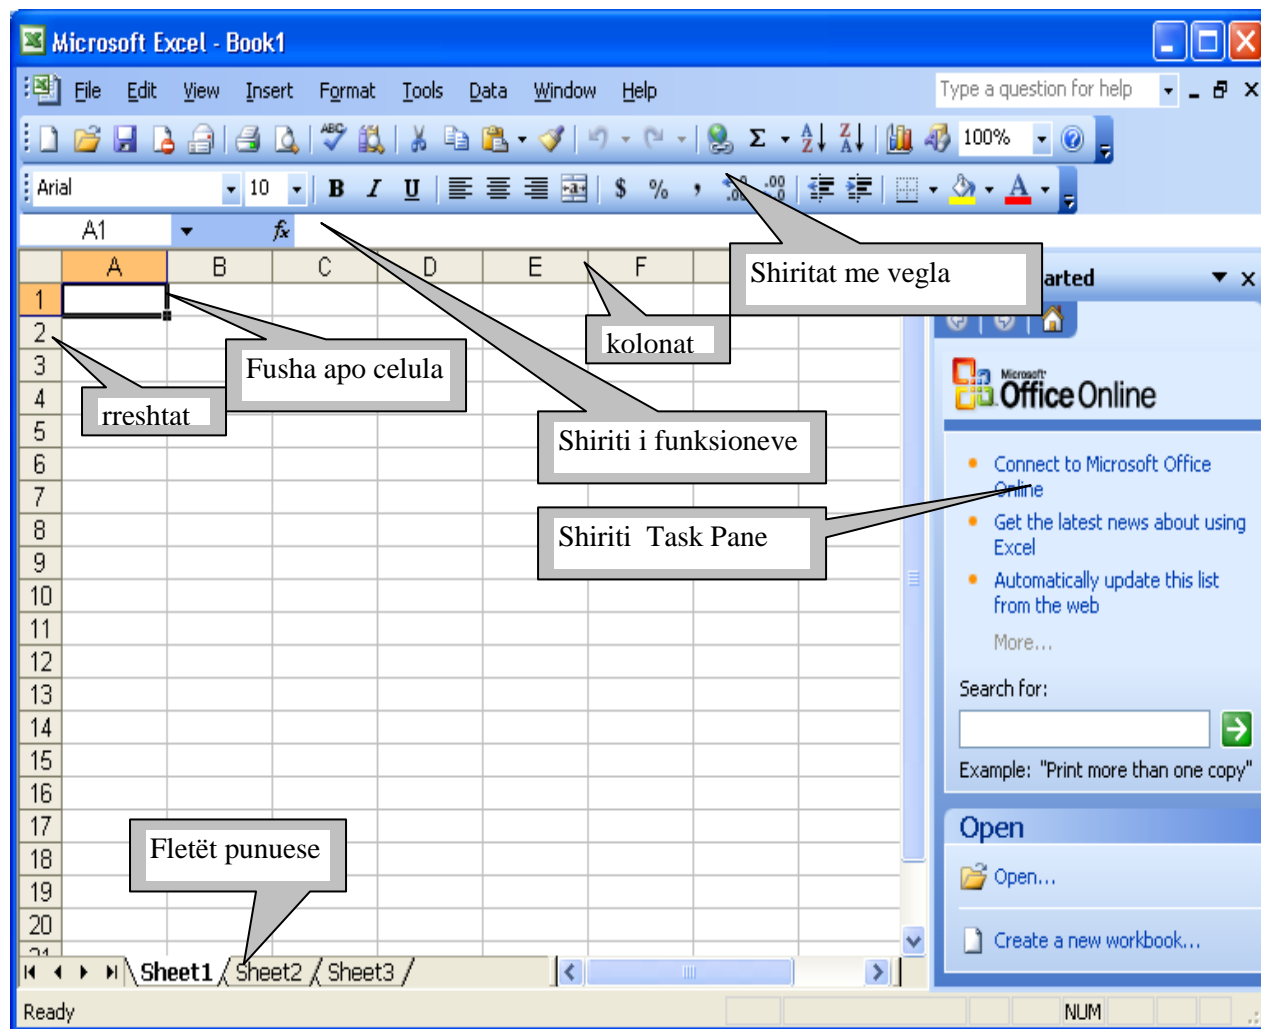 Microsoft Excel - Book1
File Edit View Insert Format Tools Data Window Help Type a question for help
100%
Arial 10 B I U $ % ,
A1 fx
A B C D E F
Shiritat me vegla
arted
1
2
kolonat
3
Fusha apo celula
Microsoft
Office Online
4
rreshtat
5
Shiriti i funksioneve
6
Connect to Microsoft Office
Online
7
8
Shiriti Task Pane
Get the latest news about using
Excel
9
10
Automatically update this list
from the web
11
More...
12
13
Search for:
14
15
Example: "Print more than one copy"
16
17
Open
Fletët punuese
18
19
Open...
20
21
Create a new workbook...
Sheet1 Sheet2 Sheet3
Ready NUM